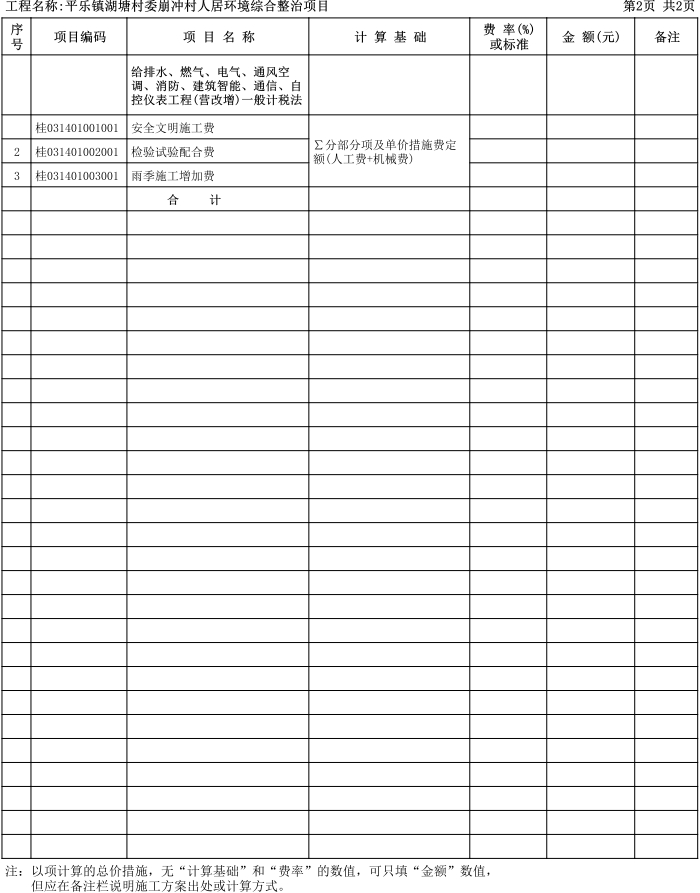 工程名称:平乐镇湖塘村委崩冲村人居环境综合整治项目 第2页 共2页
序号 项目编码 项 目 名 称 计 算 基 础 费 率(%)或标准 金 额(元) 备注
给排水、燃气、电气、通风空
调、消防、建筑智能、通信、自
控仪表工程(营改增)一般计税法
桂031401001001 安全文明施工费
∑分部分项及单价措施费定
额(人工费+机械费)
2 桂031401002001 检验试验配合费
3 桂031401003001 雨季施工增加费
合 计
注：以项计算的总价措施，无“计算基础”和“费率”的数值，可只填“金额”数值，
但应在备注栏说明施工方案出处或计算方式。